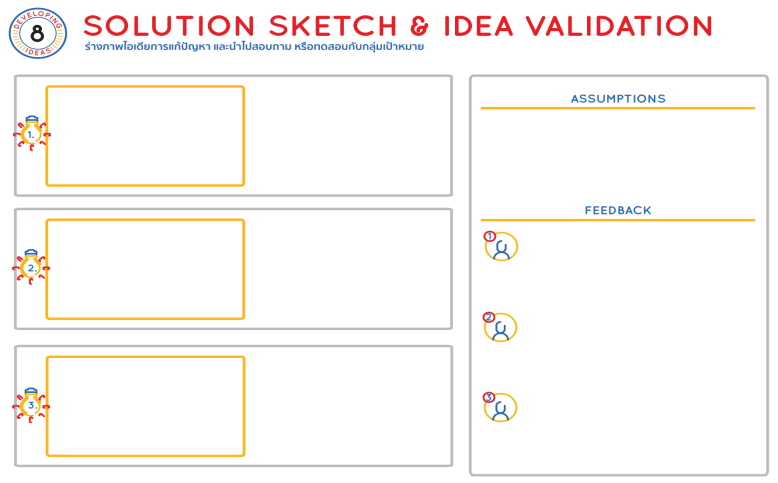 DEVELOPING
8
IDEAS
SOLUTION SKETCH & IDEA VALIDATION
ร่างภาพไอเดียการแก้ปัญหา และนำไปสอบถาม หรือทดสอบกับกลุ่มเป้าหมาย
1.
2.
3.
ASSUMPTIONS
FEEDBACK
1
2
3